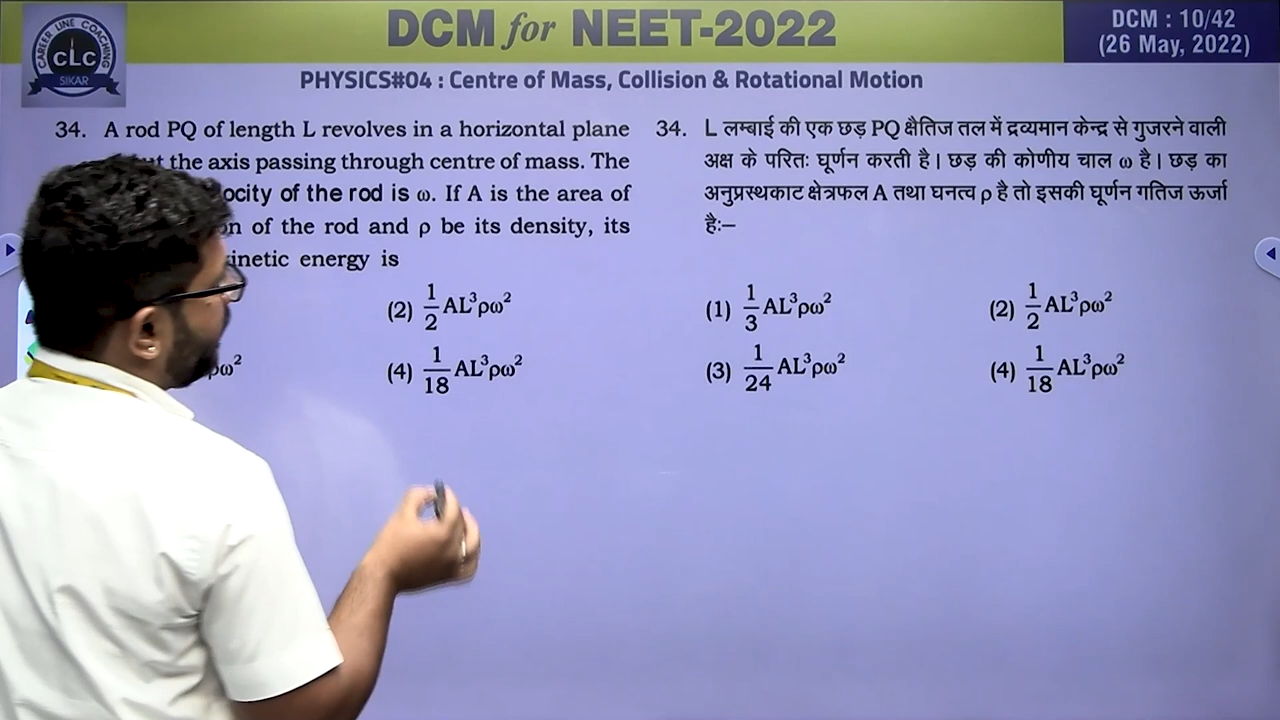 CAREER LINE COACHING
CLC
SIKAR
DCM for NEET-2022
DCM : 10/42
(26 May, 2022)
PHYSICS#04 : Centre of Mass, Collision & Rotational Motion
34. A rod PQ of length L revolves in a horizontal plane
the axis passing through centre of mass. The
of the rod is ω. If A is the area of
of the rod and ρ be its density, its
energy is
(2) 1/2 AL³ρω²
ρω²
(4) 1/18 AL³ρω²
34. L लम्बाई की एक छड़ PQ क्षैतिज तल में द्रव्यमान केन्द्र से गुजरने वाली
अक्ष के परितः घूर्णन करती है। छड़ की कोणीय चाल ω है। छड़ का
अनुप्रस्थकाट क्षेत्रफल A तथा घनत्व ρ है तो इसकी घूर्णन गतिज ऊर्जा
है:–
(1) 1/3 AL³ρω²
(2) 1/2 AL³ρω²
(3) 1/24 AL³ρω²
(4) 1/18 AL³ρω²